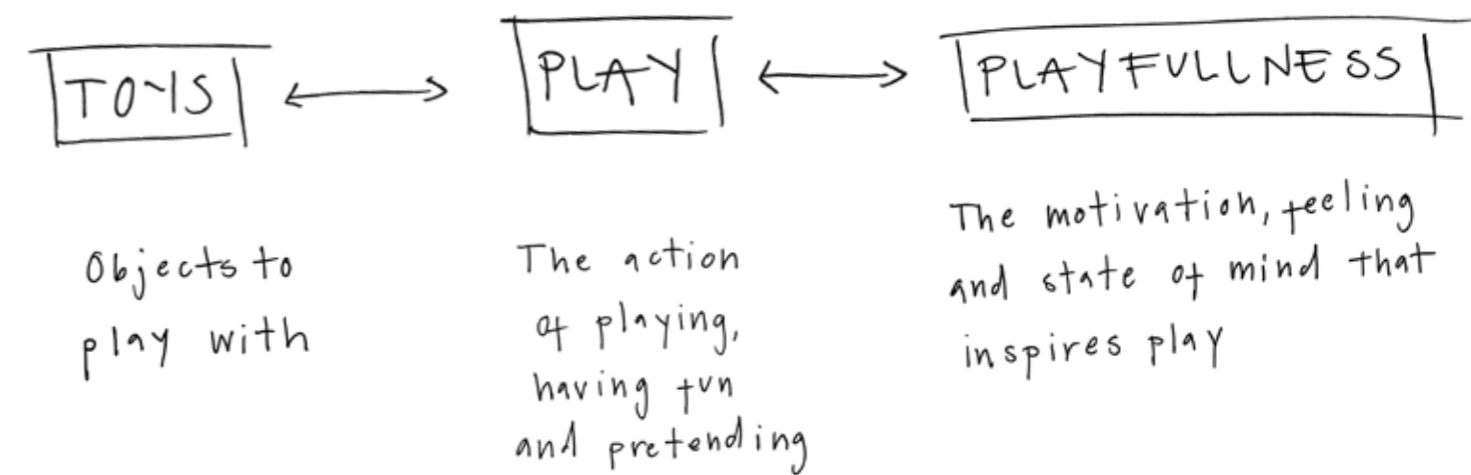 TOYS
PLAY
PLAYFULLNESS
Objects to
play with
The action
of playing,
having fun
and pretending
The motivation, feeling
and state of mind that
inspires play